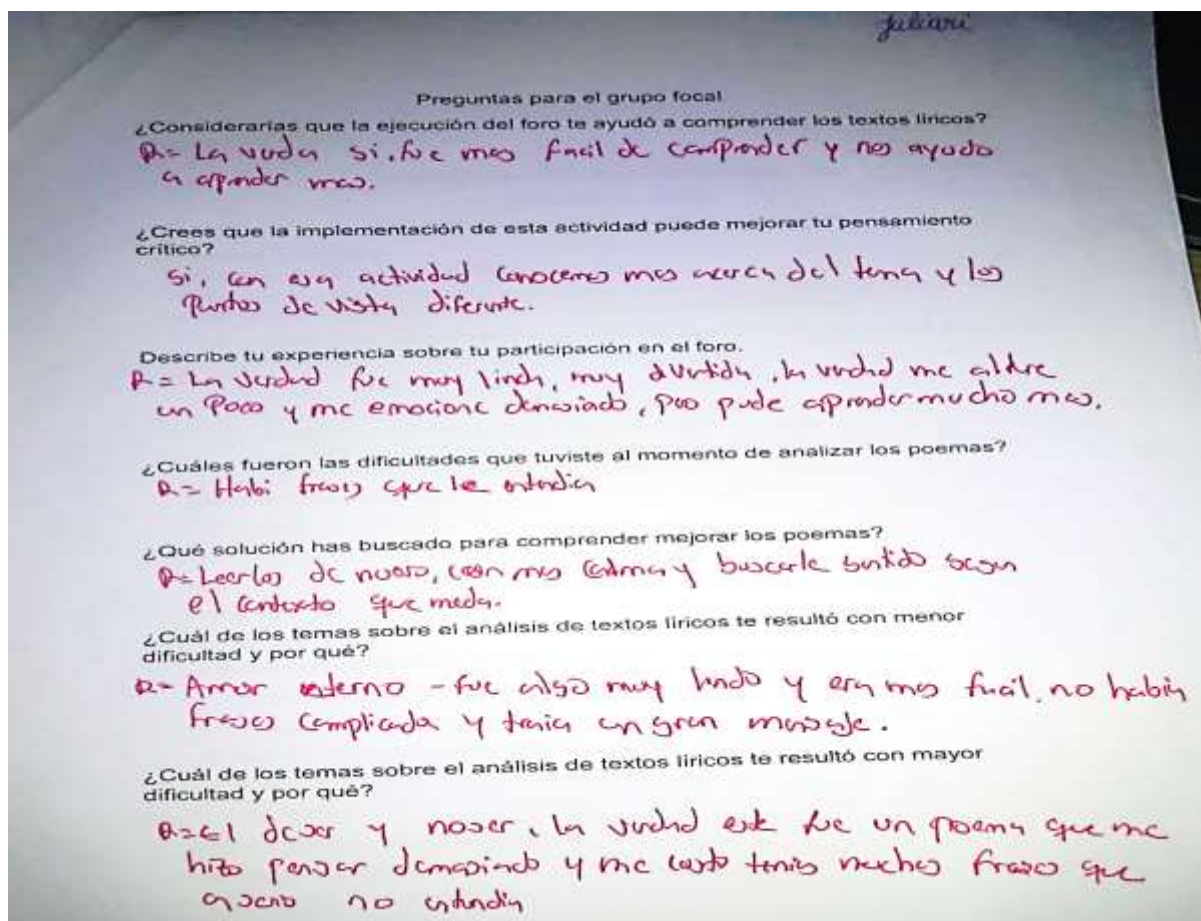 Juliani
Preguntas para el grupo focal
¿Considerarías que la ejecución del foro te ayudó a comprender los textos líricos?
R= La verda si, fue mas facil de comprender y nos ayudo
a aprender mas.
¿Crees que la implementación de esta actividad puede mejorar tu pensamiento
crítico?
Si, con esa actividad conocemos mas acerca del tema y los
Puntos de vista diferente.
Describe tu experiencia sobre tu participación en el foro.
R= La verdad fue muy linda, muy divertida, la verdad me
un Poco y me emocione demasiado, pero pude aprender mucho mas.
¿Cuáles fueron las dificultades que tuviste al momento de analizar los poemas?
R= Habi frases que entendia
¿Qué solución has buscado para comprender mejorar los poemas?
R= Leerlos de nuevo, con mas calma y buscarle sentido segun
el contexto que meda.
¿Cuál de los temas sobre el análisis de textos líricos te resultó con menor
dificultad y por qué?
R= Amor - fue algo muy lindo y era mas facil, no habia
frases complicada y tenia un gran mensaje.
¿Cuál de los temas sobre el análisis de textos líricos te resultó con mayor
dificultad y por qué?
R= el de ser y noser, la verdad este fue un poema que me
hizo pensar demasiado y me costo tenia muchas frases que
no entendia